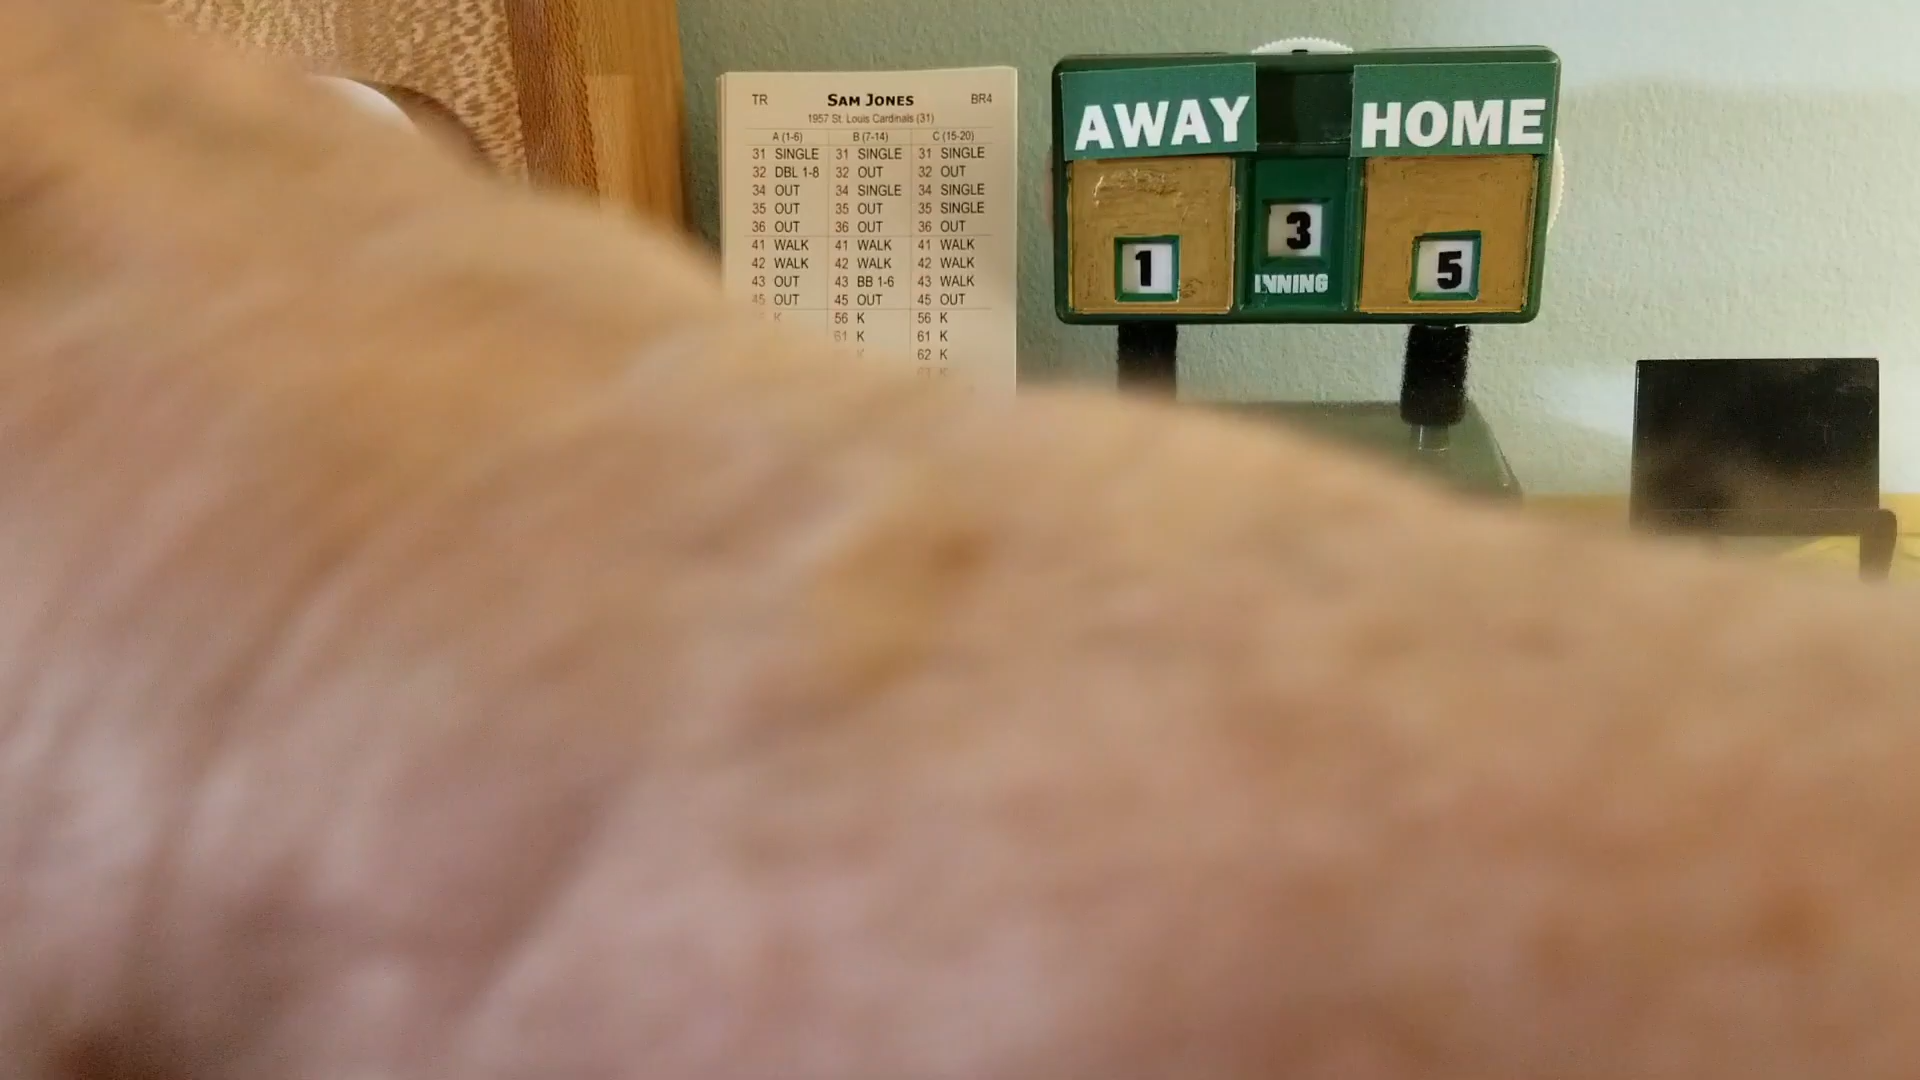 TR SAM JONES BR4
1957 St. Louis Cardinals (31)
A (1-6) B (7-14) C (15-20)
31 SINGLE 31 SINGLE 31 SINGLE
32 DBL 1-8 32 OUT 32 OUT
34 OUT 34 SINGLE 34 SINGLE
35 OUT 35 OUT 35 SINGLE
36 OUT 36 OUT 36 OUT
41 WALK 41 WALK 41 WALK
42 WALK 42 WALK 42 WALK
43 OUT 43 BB 1-6 43 WALK
45 OUT 45 OUT 45 OUT
K 56 K 56 K
61 K 61 K
K 62 K
K
AWAY HOME
1 3 5
INNING